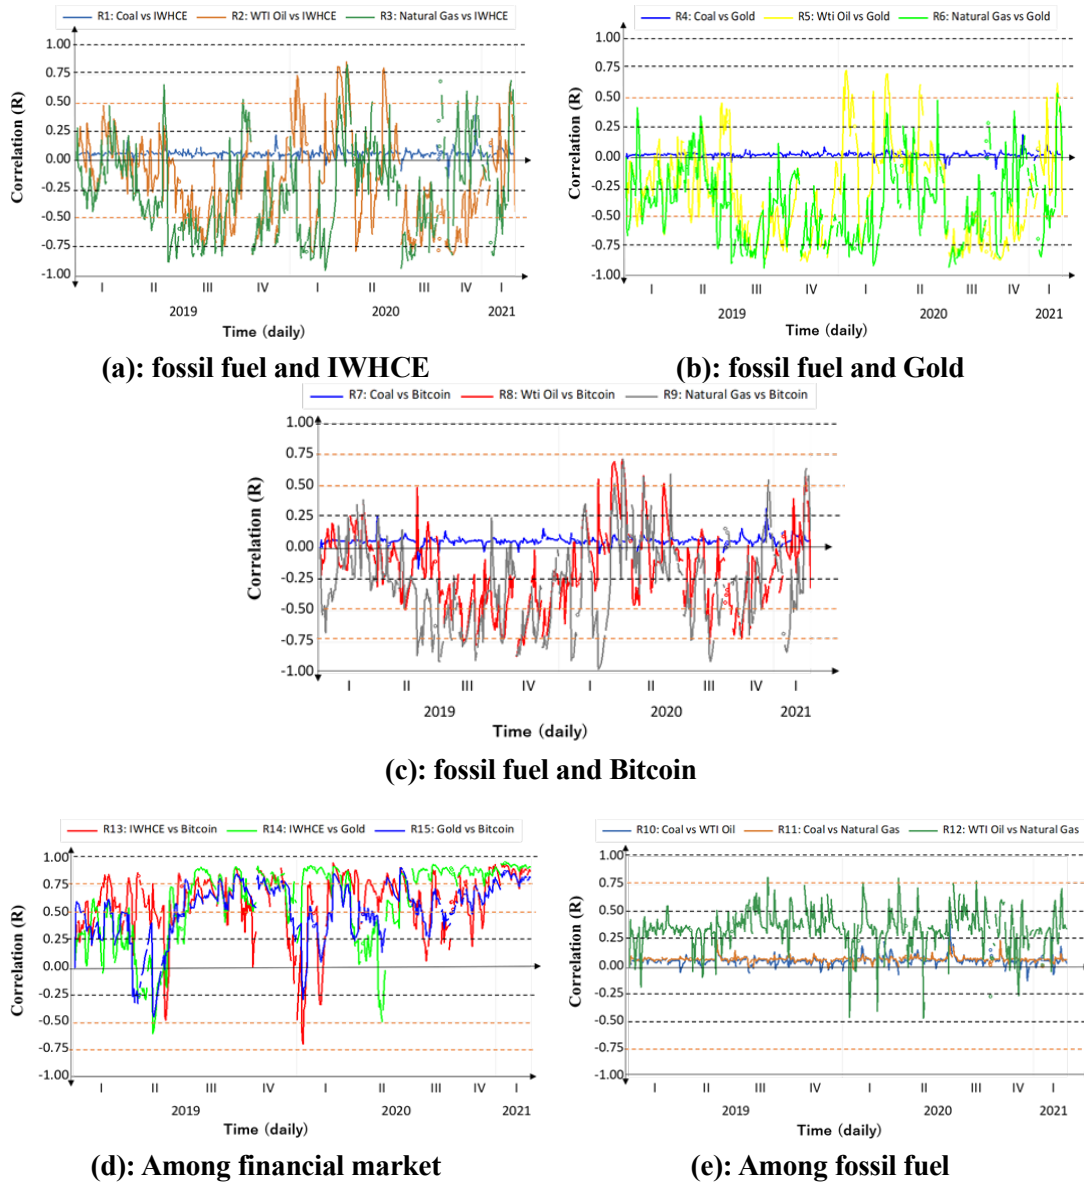 R1: Coal vs IWHCE R2: WTI Oil vs IWHCE R3: Natural Gas vs IWHCE
1.00
0.75
0.50
0.25
0.00
-0.25
-0.50
-0.75
-1.00
Correlation (R)
I II III IV I II III IV I
2019 2020 2021
Time (daily)
(a): fossil fuel and IWHCE
R4: Coal vs Gold R5: Wti Oil vs Gold R6: Natural Gas vs Gold
1.00
0.75
0.50
0.25
0.00
-0.25
-0.50
-0.75
-1.00
Correlation (R)
I II III IV I II III IV I
2019 2020 2021
Time (daily)
(b): fossil fuel and Gold
R7: Coal vs Bitcoin R8: Wti Oil vs Bitcoin R9: Natural Gas vs Bitcoin
1.00
0.75
0.50
0.25
0.00
-0.25
-0.50
-0.75
-1.00
Correlation (R)
I II III IV I II III IV I
2019 2020 2021
Time (daily)
(c): fossil fuel and Bitcoin
R13: IWHCE vs Bitcoin R14: IWHCE vs Gold R15: Gold vs Bitcoin
1.00
0.75
0.50
0.25
0.00
-0.25
-0.50
-0.75
-1.00
Correlation (R)
I II III IV I II III IV I
2019 2020 2021
Time (daily)
(d): Among financial market
R10: Coal vs WTI Oil R11: Coal vs Natural Gas R12: WTI Oil vs Natural Gas
1.00
0.75
0.50
0.25
0.00
-0.25
-0.50
-0.75
-1.00
Correlation (R)
I II III IV I II III IV I
2019 2020 2021
Time (daily)
(e): Among fossil fuel